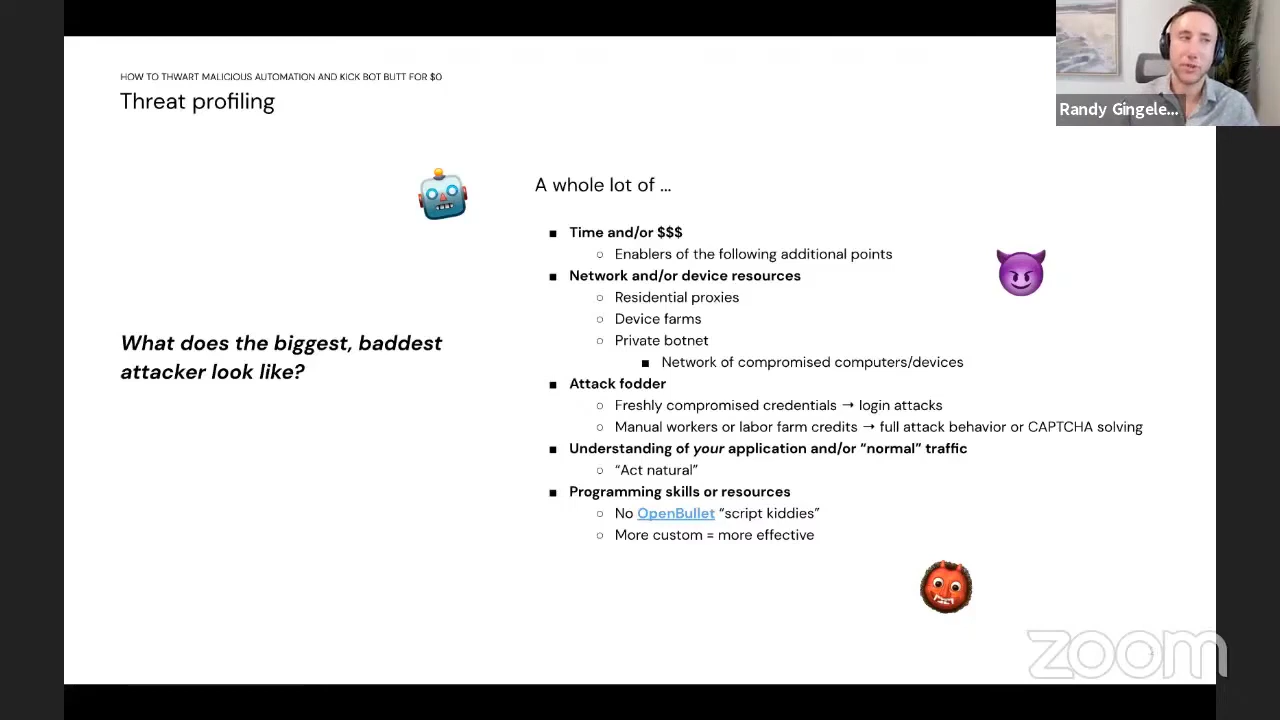 HOW TO THWART MALICIOUS AUTOMATION AND KICK BOT BUTT FOR $0
Threat profiling
Randy Gingele...
A whole lot of ...
■ Time and/or $$$
○ Enablers of the following additional points
■ Network and/or device resources
○ Residential proxies
○ Device farms
○ Private botnet
■ Network of compromised computers/devices
What does the biggest, baddest
attacker look like?
■ Attack fodder
○ Freshly compromised credentials → login attacks
○ Manual workers or labor farm credits → full attack behavior or CAPTCHA solving
■ Understanding of your application and/or “normal” traffic
○ “Act natural”
■ Programming skills or resources
○ No OpenBullet “script kiddies”
○ More custom = more effective
zoom